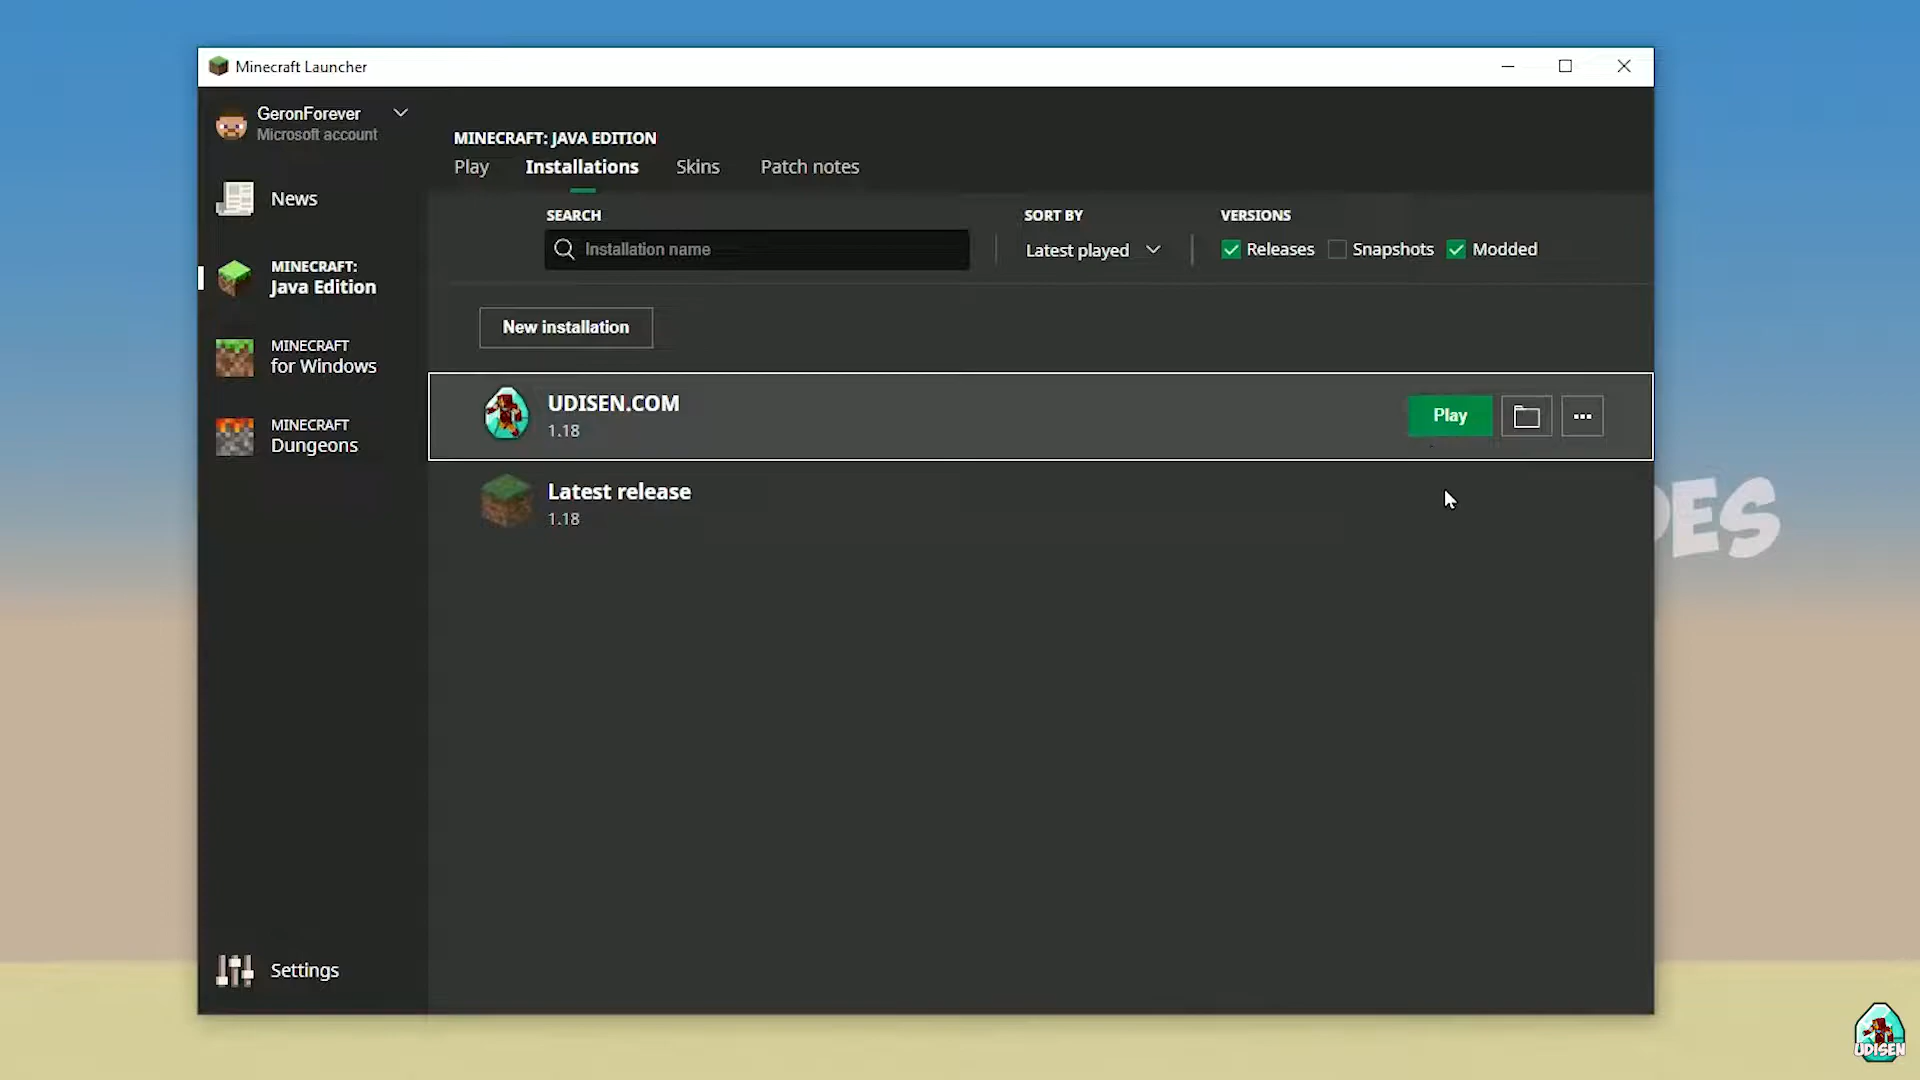 Minecraft Launcher
GeronForever
Microsoft account
News
MINECRAFT:
Java Edition
MINECRAFT
for Windows
MINECRAFT
Dungeons
Settings
MINECRAFT: JAVA EDITION
Play Installations Skins Patch notes
SEARCH SORT BY VERSIONS
Installation name Latest played Releases Snapshots Modded
New installation
UDISEN.COM
1.18
Play
Latest release
1.18
UDISEN